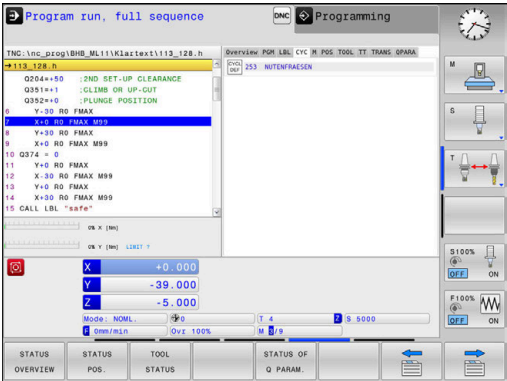 Program run, full sequence
DNC
Programming
TNC:\nc_prog\BHB_ML11\Klartext\113_128.h
→113_128.h
Q204=+50 ;2ND SET-UP CLEARANCE
Q351=+1 ;CLIMB OR UP-CUT
Q352=+0 ;PLUNGE POSITION
6 Y-30 R0 FMAX
7 X+0 R0 FMAX M99
8 Y+30 R0 FMAX
9 X+0 R0 FMAX M99
10 Q374 = 0
11 Y+0 R0 FMAX
12 X-30 R0 FMAX M99
13 Y+0 R0 FMAX
14 X+30 R0 FMAX M99
15 CALL LBL "safe"
Overview PGM LBL CYC M POS TOOL TT TRANS QPARA
CYCL DEF 253 NUTENFRAESEN
0% X [Nm]
0% Y [Nm] LIMIT 1
X +0.000
Y -39.000
Z -5.000
Mode: NOML. 0 T 4 Z S 5000
F 0mm/min Ovr 100% M 5/9
M
S
T
S100%
OFF ON
F100%
OFF ON
STATUS OVERVIEW
STATUS POS.
TOOL STATUS
STATUS OF Q PARAM.